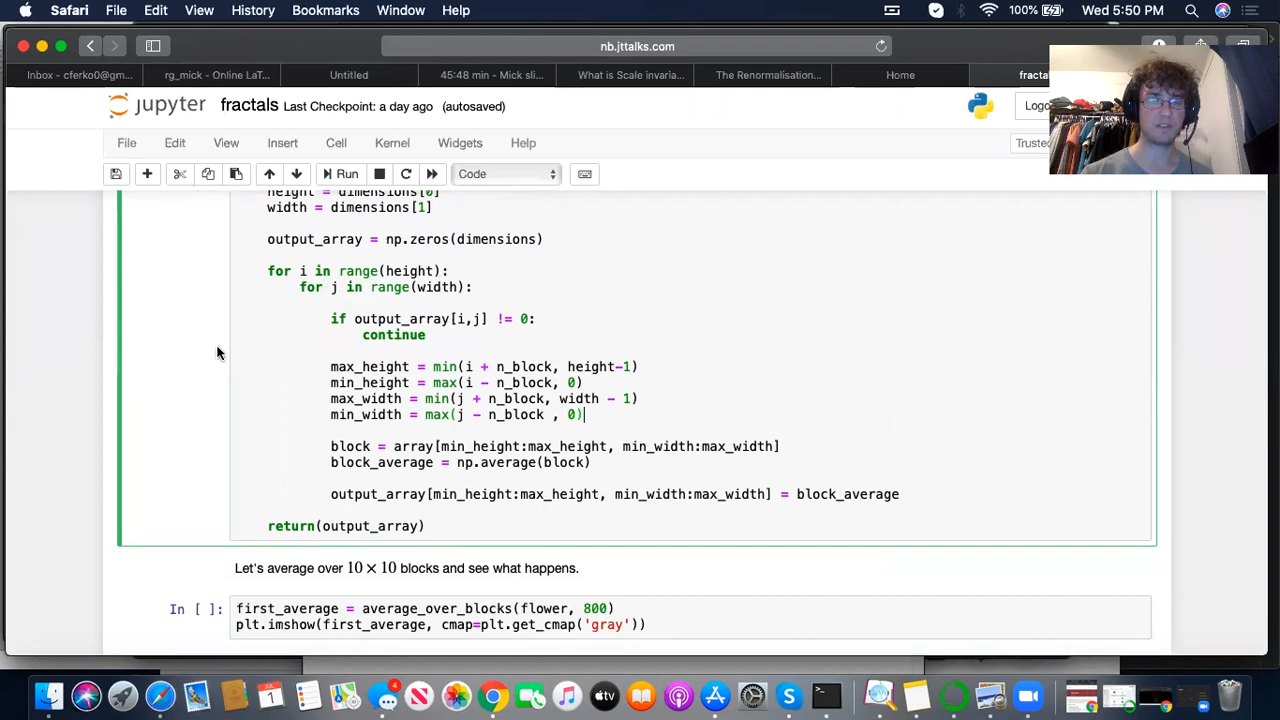 Safari File Edit View History Bookmarks Window Help 100% Wed 5:50 PM
nb.jttalks.com
Inbox - cferko0@gm... rg_mick - Online LaT... Untitled 45:48 min - Mick sli... What is Scale invaria... The Renormalisation... Home fracta
jupyter fractals Last Checkpoint: a day ago (autosaved)
File Edit View Insert Cell Kernel Widgets Help Trusted
Run Code
height = dimensions[0]
width = dimensions[1]
output_array = np.zeros(dimensions)
for i in range(height):
for j in range(width):
if output_array[i,j] != 0:
continue
max_height = min(i + n_block, height-1)
min_height = max(i - n_block, 0)
max_width = min(j + n_block, width - 1)
min_width = max(j - n_block , 0)
block = array[min_height:max_height, min_width:max_width]
block_average = np.average(block)
output_array[min_height:max_height, min_width:max_width] = block_average
return(output_array)
Let's average over 10 × 10 blocks and see what happens.
In [ ]: first_average = average_over_blocks(flower, 800)
plt.imshow(first_average, cmap=plt.get_cmap('gray'))
4
tv